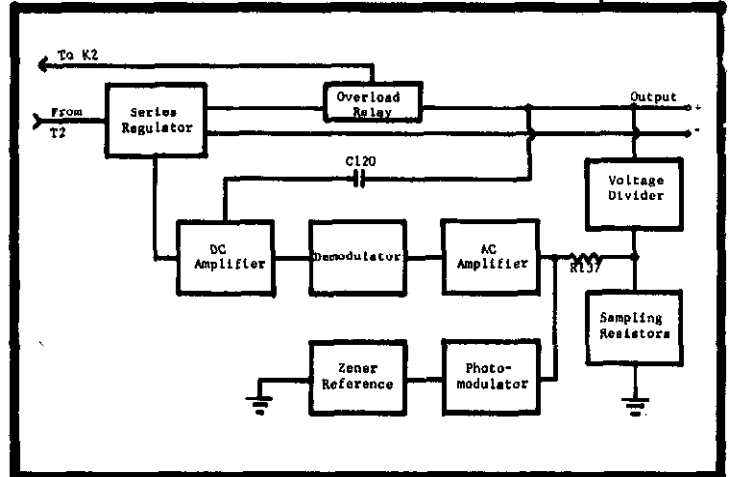 To K2
From
T2
Series
Regulator
Overload
Relay
Output
+
-
C120
Voltage
Divider
DC
Amplifier
Demodulator
AC
Amplifier
R137
Sampling
Resistors
Zener
Reference
Photo-
modulator